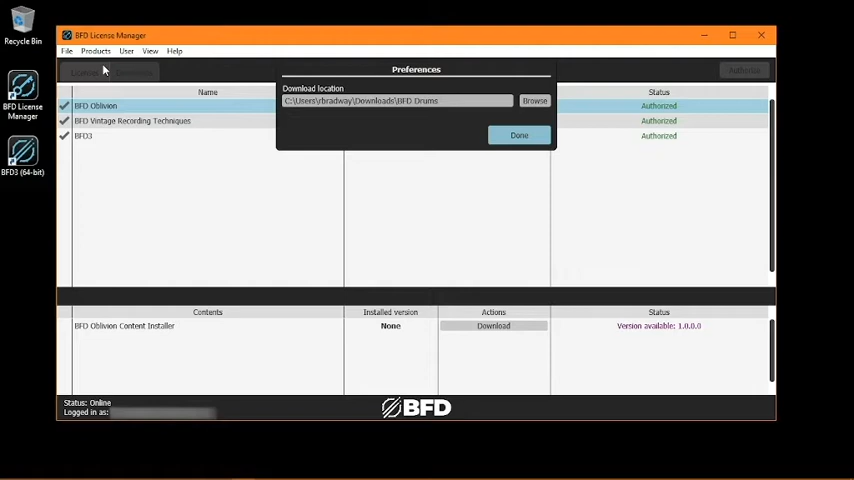 Recycle Bin
BFD License
Manager
BFD3 (64-bit)
BFD License Manager
File Products User View Help
Preferences
Download location
C:\Users\rbradway\Downloads\BFD Drums Browse
Done
Authorize
Name Status
BFD Oblivion Authorized
BFD Vintage Recording Techniques Authorized
BFD3 Authorized
Contents Installed version Actions Status
BFD Oblivion Content Installer None Download Version available: 1.0.0.0
Status: Online
Logged in as:
BFD